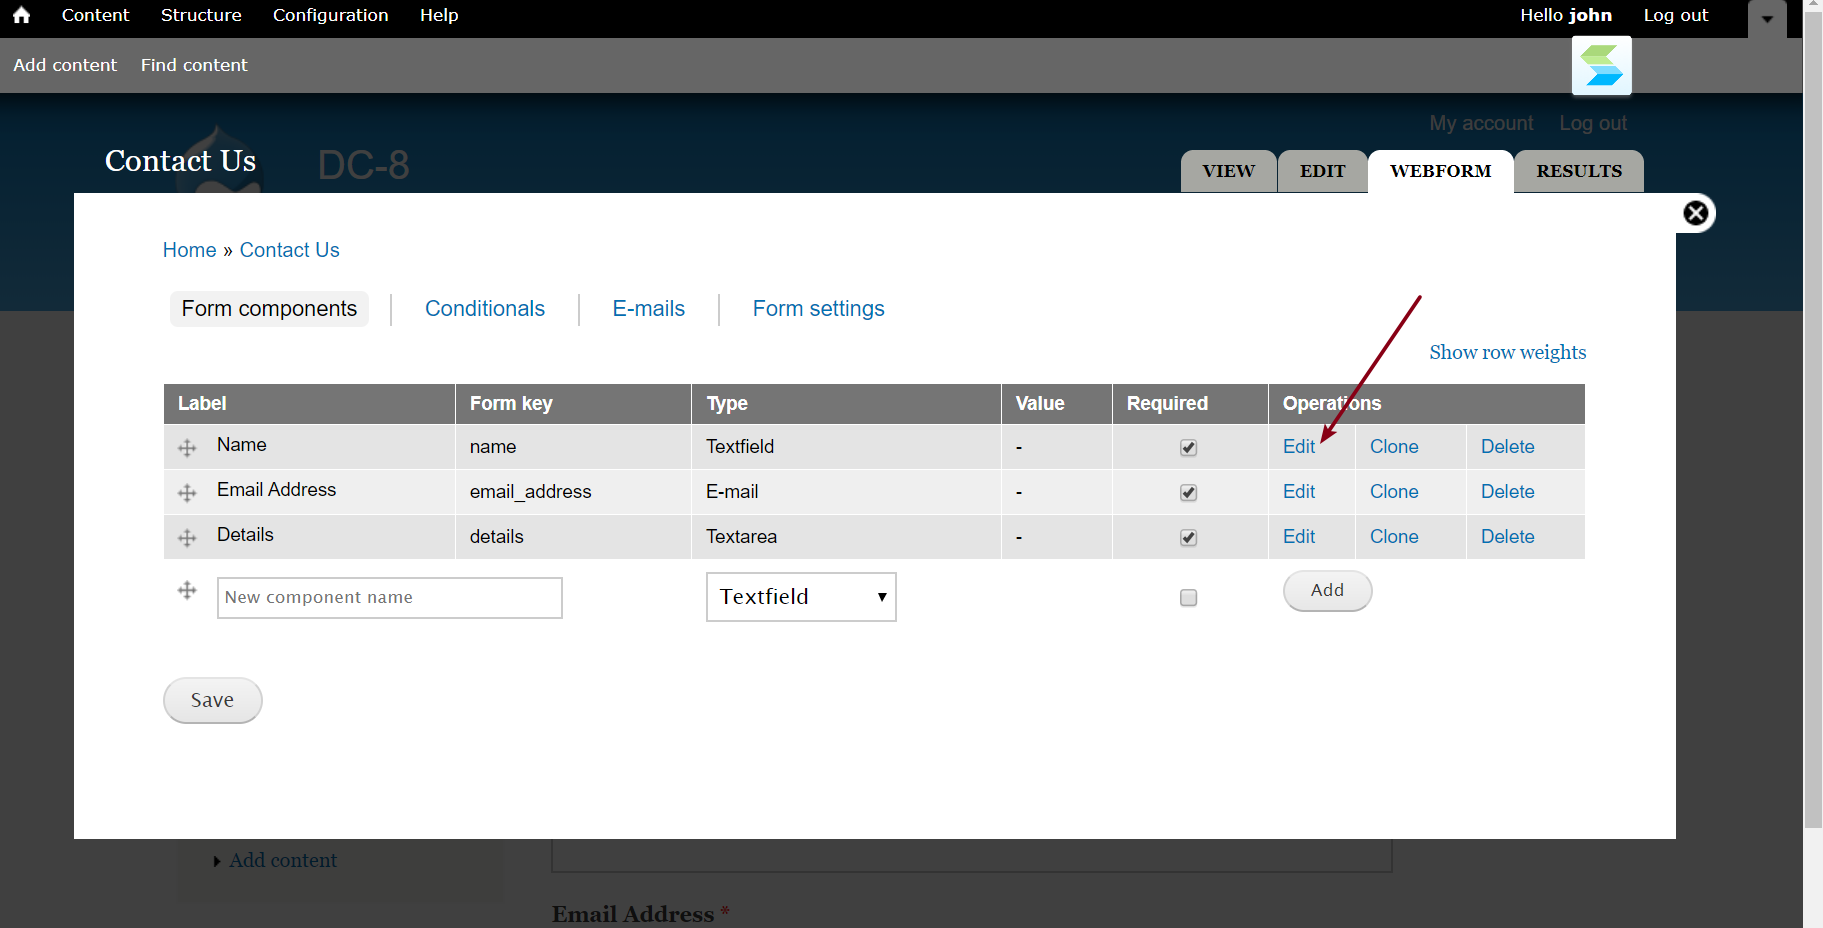 Content Structure Configuration Help Hello john Log out
Add content Find content
My account Log out
Contact Us DC-8
VIEW EDIT WEBFORM RESULTS
Home » Contact Us
Form components Conditionals E-mails Form settings
Show row weights
Label Form key Type Value Required Operations
Name name Textfield - Edit Clone Delete
Email Address email_address E-mail - Edit Clone Delete
Details details Textarea - Edit Clone Delete
New component name Textfield Add
Save
Add content
Email Address *